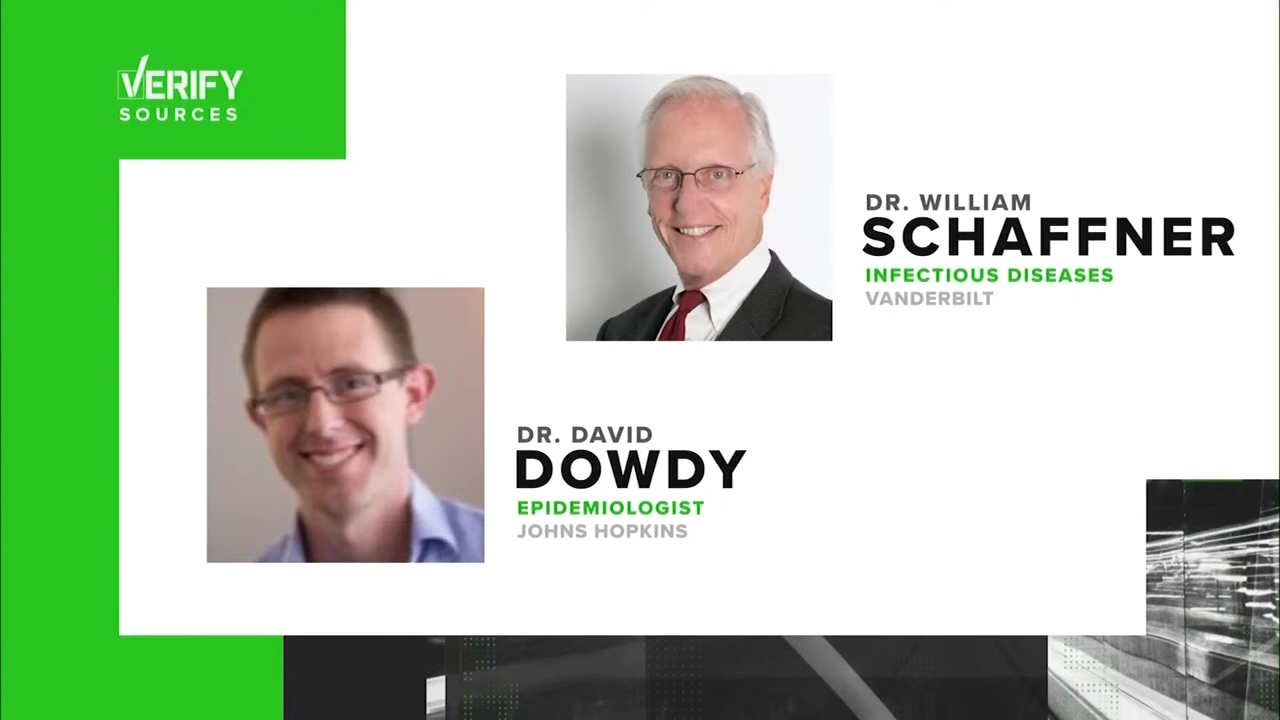 VERIFY
SOURCES
DR. WILLIAM
SCHAFFNER
INFECTIOUS DISEASES
VANDERBILT
DR. DAVID
DOWDY
EPIDEMIOLOGIST
JOHNS HOPKINS